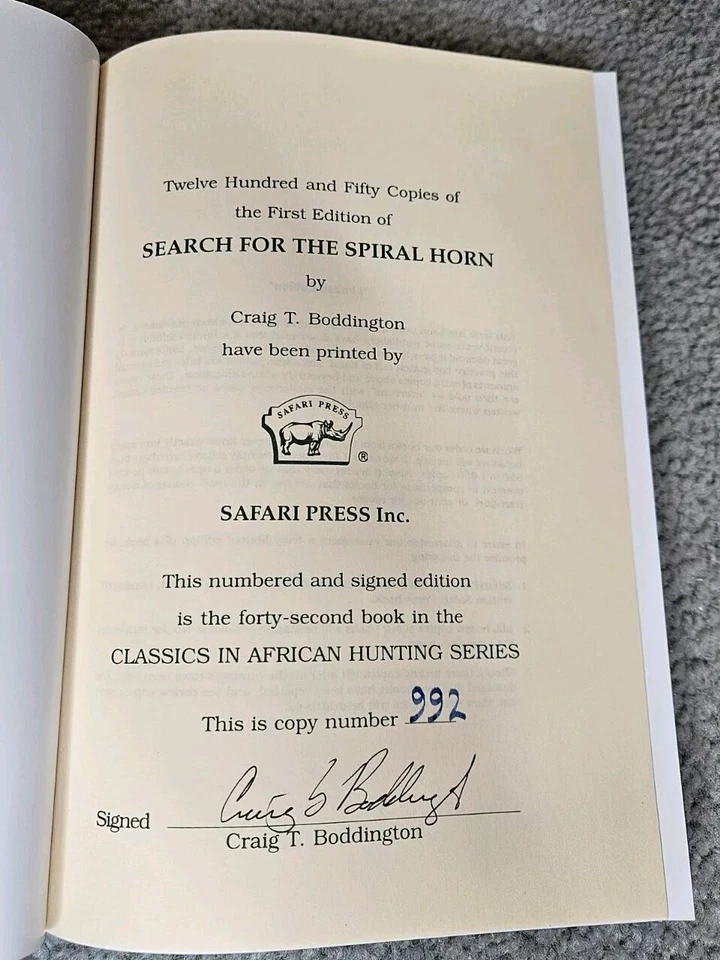 Twelve Hundred and Fifty Copies of
the First Edition of
SEARCH FOR THE SPIRAL HORN
by
Craig T. Boddington
have been printed by
SAFARI PRESS
®
SAFARI PRESS Inc.
This numbered and signed edition
is the forty-second book in the
CLASSICS IN AFRICAN HUNTING SERIES
This is copy number 992
Signed Craig T Boddington
Craig T. Boddington